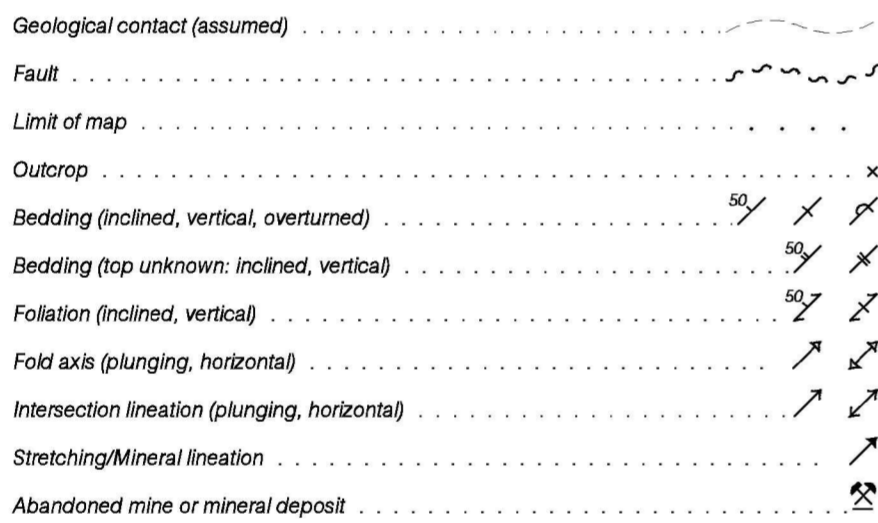 Geological contact (assumed)
Fault
Limit of map
Outcrop
Bedding (inclined, vertical, overturned) 50
Bedding (top unknown: inclined, vertical) 50
Foliation (inclined, vertical) 50
Fold axis (plunging, horizontal)
Intersection lineation (plunging, horizontal)
Stretching/Mineral lineation
Abandoned mine or mineral deposit